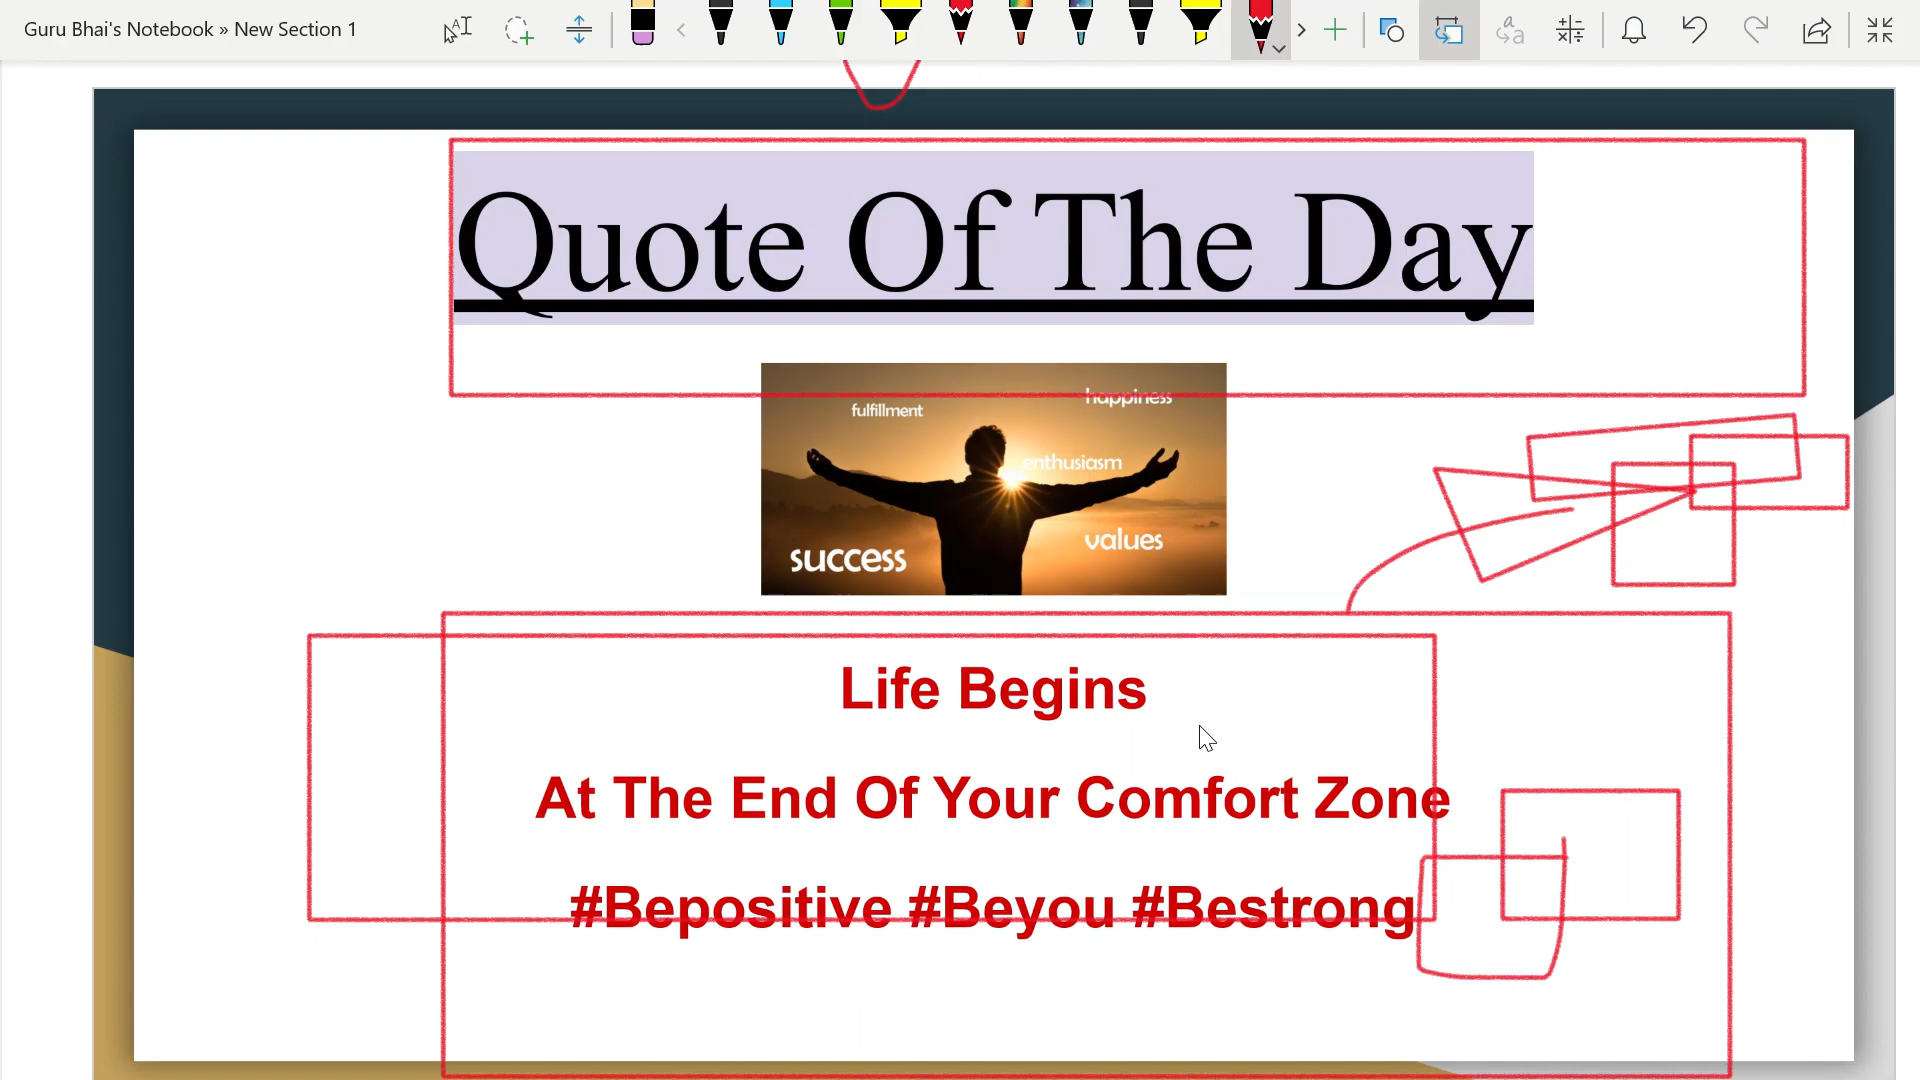 Guru Bhai's Notebook » New Section 1
Quote Of The Day
happiness
fulfillment
enthusiasm
values
success
Life Begins
At The End Of Your Comfort Zone
#Bepositive #Beyou #Bestrong